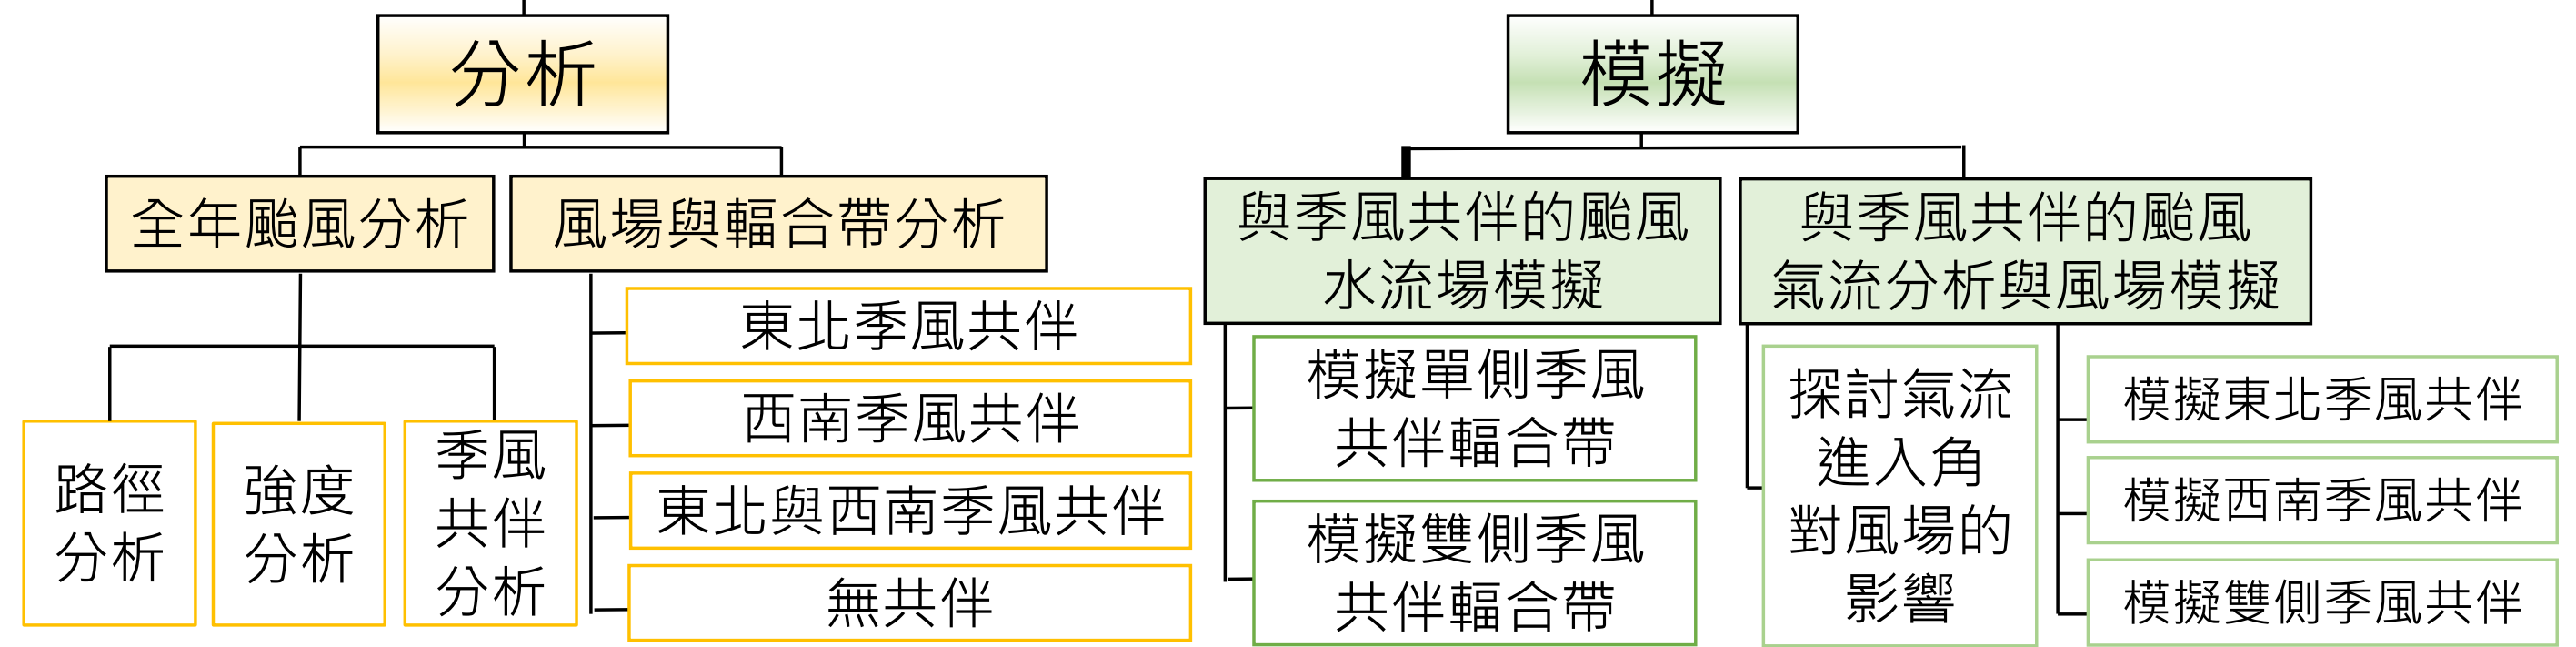 分析
全年颱風分析
路徑
分析
強度
分析
季風
共伴
分析
風場與輻合帶分析
東北季風共伴
西南季風共伴
東北與西南季風共伴
無共伴
模擬
與季風共伴的颱風
水流場模擬
模擬單側季風
共伴輻合帶
模擬雙側季風
共伴輻合帶
與季風共伴的颱風
氣流分析與風場模擬
探討氣流
進入角
對風場的
影響
模擬東北季風共伴
模擬西南季風共伴
模擬雙側季風共伴